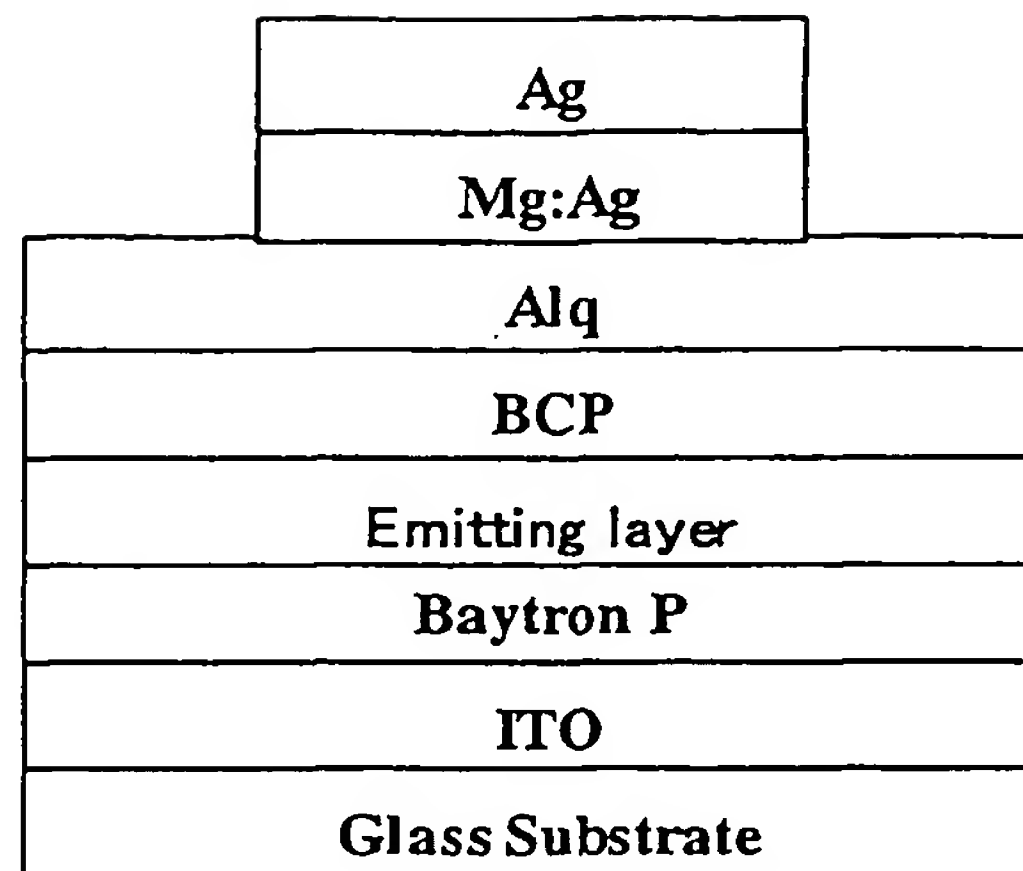 Ag
Mg:Ag
Alq
BCP
Emitting layer
Baytron P
ITO
Glass Substrate